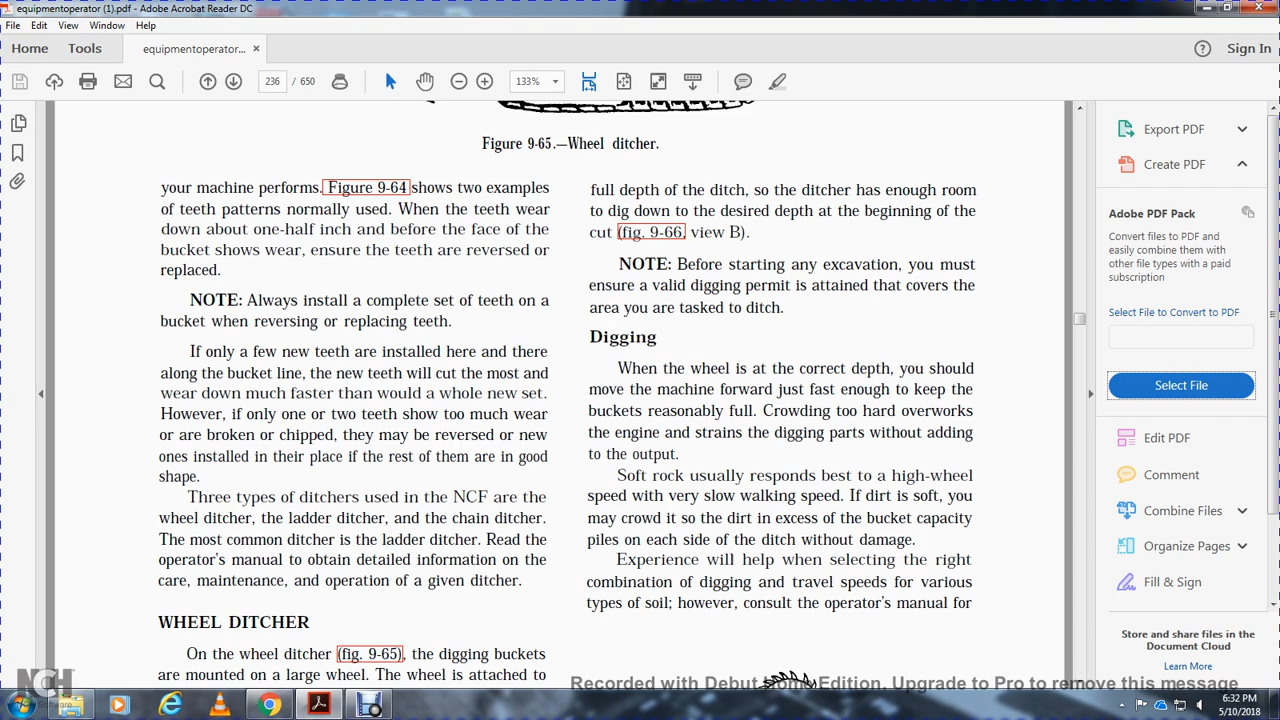 equipmentoperator (1).pdf - Adobe Acrobat Reader DC
File Edit View Window Help
Home Tools equipmentoperator... × Sign In
236 / 650 133%
Figure 9-65.—Wheel ditcher.
your machine performs. Figure 9-64 shows two examples
of teeth patterns normally used. When the teeth wear
down about one-half inch and before the face of the
bucket shows wear, ensure the teeth are reversed or
replaced.
NOTE: Always install a complete set of teeth on a
bucket when reversing or replacing teeth.
If only a few new teeth are installed here and there
along the bucket line, the new teeth will cut the most and
wear down much faster than would a whole new set.
However, if only one or two teeth show too much wear
or are broken or chipped, they may be reversed or new
ones installed in their place if the rest of them are in good
shape.
Three types of ditchers used in the NCF are the
wheel ditcher, the ladder ditcher, and the chain ditcher.
The most common ditcher is the ladder ditcher. Read the
operator's manual to obtain detailed information on the
care, maintenance, and operation of a given ditcher.
WHEEL DITCHER
On the wheel ditcher (fig. 9-65), the digging buckets
are mounted on a large wheel. The wheel is attached to
full depth of the ditch, so the ditcher has enough room
to dig down to the desired depth at the beginning of the
cut (fig. 9-66, view B).
NOTE: Before starting any excavation, you must
ensure a valid digging permit is attained that covers the
area you are tasked to ditch.
Digging
When the wheel is at the correct depth, you should
move the machine forward just fast enough to keep the
buckets reasonably full. Crowding too hard overworks
the engine and strains the digging parts without adding
to the output.
Soft rock usually responds best to a high-wheel
speed with very slow walking speed. If dirt is soft, you
may crowd it so the dirt in excess of the bucket capacity
piles on each side of the ditch without damage.
Experience will help when selecting the right
combination of digging and travel speeds for various
types of soil; however, consult the operator's manual for
Export PDF
Create PDF
Adobe PDF Pack
Convert files to PDF and
easily combine them with
other file types with a paid
subscription
Select File to Convert to PDF
Select File
Edit PDF
Comment
Combine Files
Organize Pages
Fill & Sign
Store and share files in the
Document Cloud
Learn More
NCH Software
Recorded with Debut Home Edition. Upgrade to Pro to remove this message
6:32 PM
5/10/2018